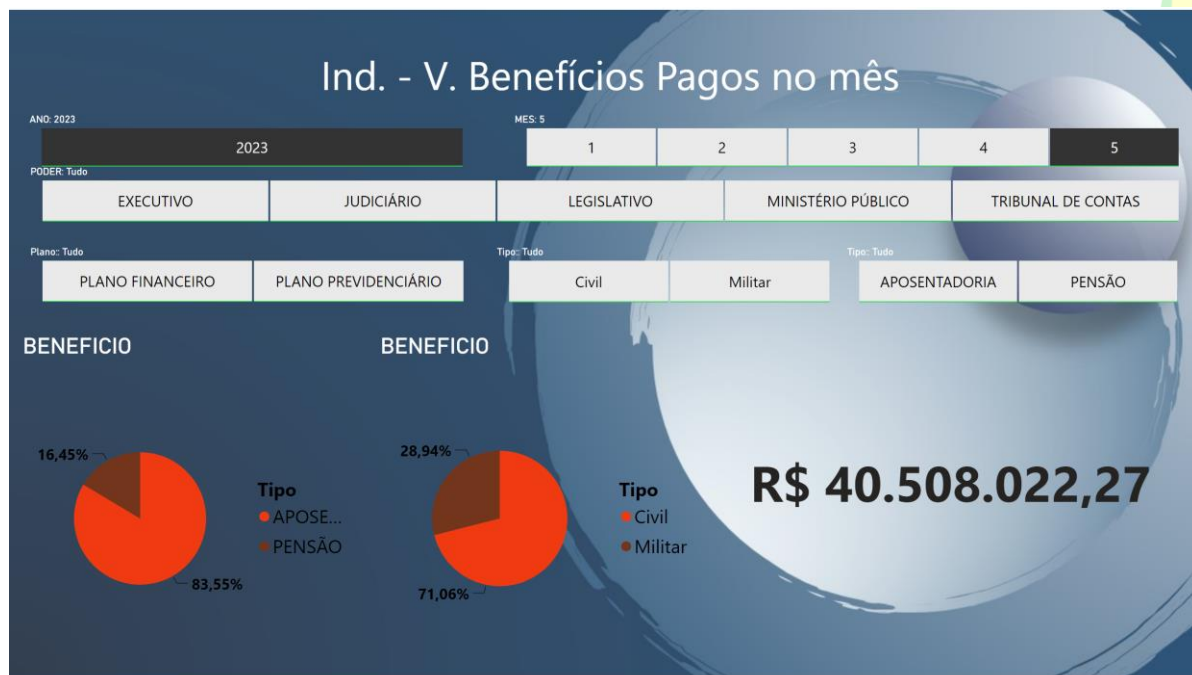 Ind. - V. Benefícios Pagos no mês
ANO: 2023
MES: 5
2023
1 2 3 4 5
PODER: Tudo
EXECUTIVO JUDICIÁRIO LEGISLATIVO MINISTÉRIO PÚBLICO TRIBUNAL DE CONTAS
Plano:: Tudo
Tipo: Tudo
Tipo: Tudo
PLANO FINANCEIRO PLANO PREVIDENCIÁRIO Civil Militar APOSENTADORIA PENSÃO
BENEFICIO
BENEFICIO
16,45%
83,55%
Tipo
APOSE...
PENSÃO
28,94%
71,06%
Tipo
Civil
Militar
R$ 40.508.022,27